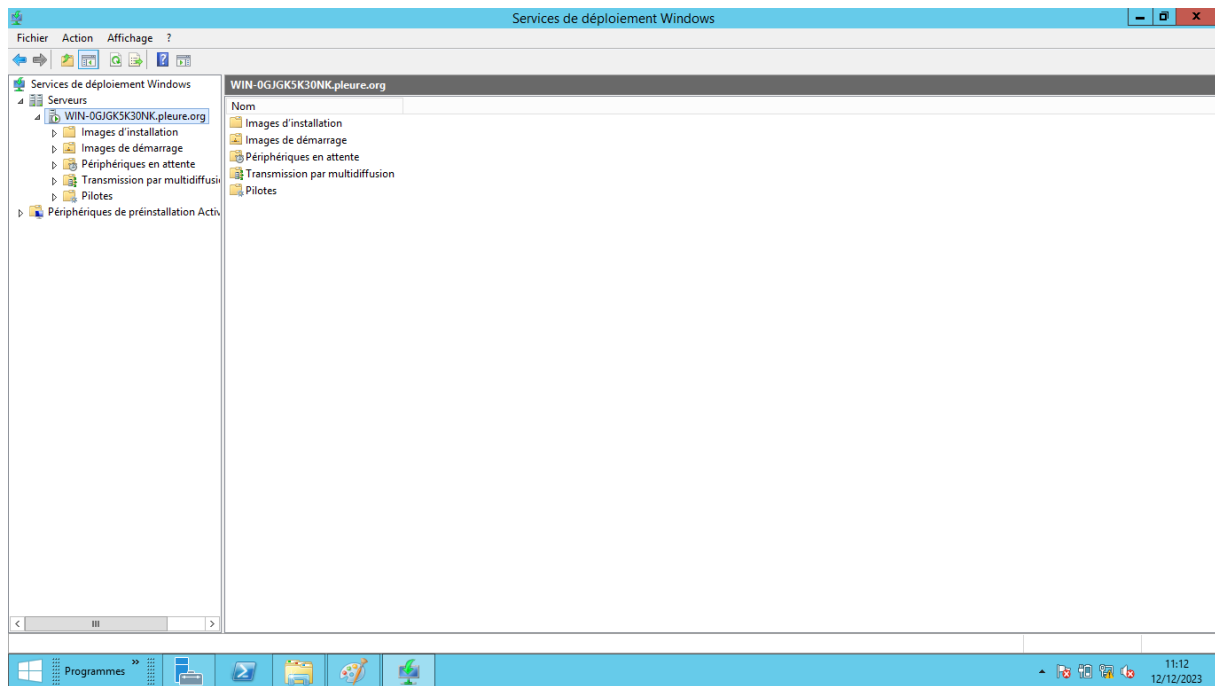 Services de déploiement Windows
Fichier Action Affichage ?
Services de déploiement Windows
Serveurs
WIN-0GJGK5K30NK.pleure.org
Images d'installation
Images de démarrage
Périphériques en attente
Transmission par multidiffusi
Pilotes
Périphériques de préinstallation Activ
WIN-0GJGK5K30NK.pleure.org
Nom
Images d'installation
Images de démarrage
Périphériques en attente
Transmission par multidiffusion
Pilotes
Programmes
11:12
12/12/2023